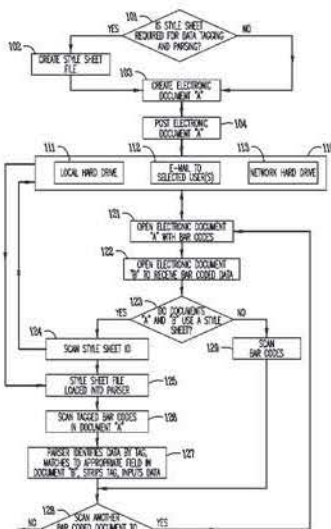 101
IS STYLE SHEET
REQUIRED FOR DATA TAGGING
AND PARSING?
YES
NO
102
CREATE STYLE SHEET
FILE
103
CREATE ELECTRONIC
DOCUMENT "A"
POST ELECTRONIC
DOCUMENT "A"
104
111
LOCAL HARD DRIVE
112
E-MAIL TO
SELECTED USER(S)
113
NETWORK HARD DRIVE
121
OPEN ELECTRONIC DOCUMENT
"A" WITH BAR CODES
122
OPEN ELECTRONIC DOCUMENT
"B" TO RECEIVE BAR CODED DATA
123
DO DOCUMENTS
"A" AND "B" USE A STYLE
SHEET?
YES
NO
124
SCAN STYLE SHEET ID
SCAN
BAR CODES
STYLE SHEET FILE
LOADED INTO PARSER
125
SCAN TAGGED BAR CODES
IN DOCUMENT "A"
126
PARSER IDENTIFIES DATA BY TAG,
MATCHES TO APPROPRIATE FIELD IN
DOCUMENT "B", STRIPS TAG, INPUTS DATA
127
128
SCAN ANOTHER
BAR CODED DOCUMENT TO
NO
YES